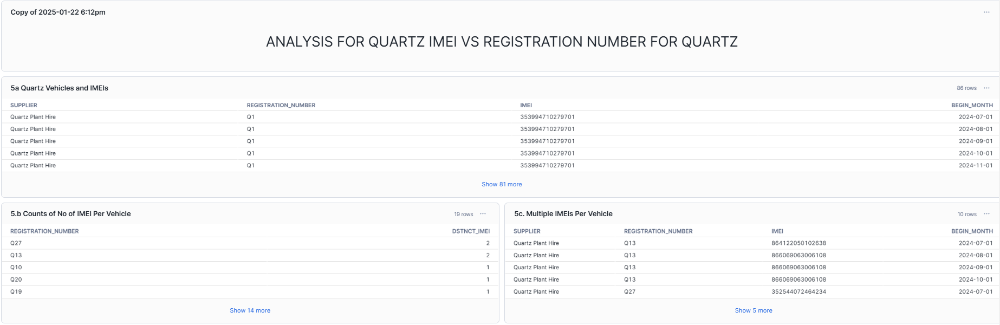 Copy of 2025-01-22 6:12pm
ANALYSIS FOR QUARTZ IMEI VS REGISTRATION NUMBER FOR QUARTZ
5a Quartz Vehicles and IMEIs 86 rows
SUPPLIER REGISTRATION_NUMBER IMEI BEGIN_MONTH
Quartz Plant Hire Q1 353994710279701 2024-07-01
Quartz Plant Hire Q1 353994710279701 2024-08-01
Quartz Plant Hire Q1 353994710279701 2024-09-01
Quartz Plant Hire Q1 353994710279701 2024-10-01
Quartz Plant Hire Q1 353994710279701 2024-11-01
Show 81 more
5.b Counts of No of IMEI Per Vehicle 19 rows
REGISTRATION_NUMBER DSTNCT_IMEI
Q27 2
Q13 2
Q10 1
Q20 1
Q19 1
Show 14 more
5c. Multiple IMEIs Per Vehicle 10 rows
SUPPLIER REGISTRATION_NUMBER IMEI BEGIN_MONTH
Quartz Plant Hire Q13 864122050102638 2024-07-01
Quartz Plant Hire Q13 866069063006108 2024-08-01
Quartz Plant Hire Q13 866069063006108 2024-09-01
Quartz Plant Hire Q13 866069063006108 2024-10-01
Quartz Plant Hire Q27 352544072464234 2024-07-01
Show 5 more